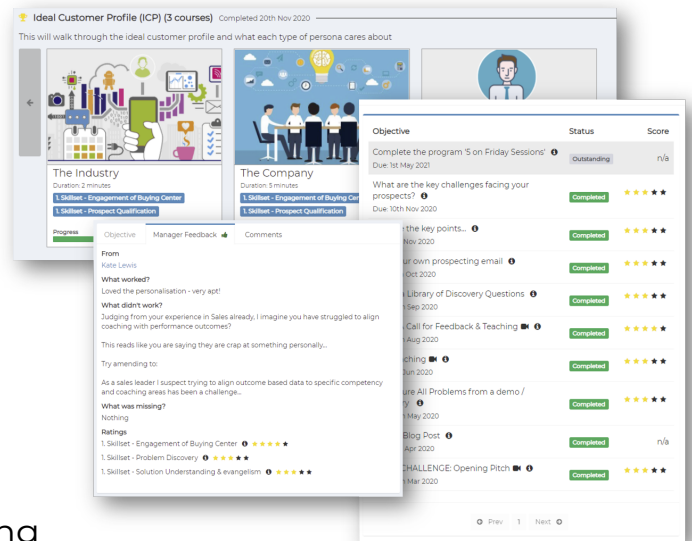 Ideal Customer Profile (ICP) (3 courses) Completed 20th Nov 2020
This will walk through the ideal customer profile and what each type of persona cares about
The Industry
Duration: 2 minutes
1. Skillset - Engagement of Buying Center
1. Skillset - Prospect Qualification
Progress
The Company
Duration: 5 minutes
1. Skillset - Engagement of Buying Cen
1. Skillset - Prospect Qualification
Objective Status Score
Complete the program '5 on Friday Sessions'
Outstanding n/a
Due: 1st May 2021
What are the key challenges facing your
prospects?
Completed
Due: 10th Nov 2020
the key points...
Completed
Nov 2020
ur own prospecting email
Completed
Oct 2020
Library of Discovery Questions
Completed
Sep 2020
Call for Feedback & Teaching
Completed
Aug 2020
aching
Completed
Jun 2020
ure All Problems from a demo /
ry
Completed
May 2020
Blog Post
Completed n/a
Apr 2020
CHALLENGE: Opening Pitch
Completed
Mar 2020
Prev 1 Next
Objective Manager Feedback Comments
From
Kate Lewis
What worked?
Loved the personalisation - very apt!
What didn't work?
Judging from your experience in Sales already, I imagine you have struggled to align
coaching with performance outcomes?
This reads like you are saying they are crap at something personally...
Try amending to:
As a sales leader I suspect trying to align outcome based data to specific competency
and coaching areas has been a challenge...
What was missing?
Nothing
Ratings
1. Skillset - Engagement of Buying Center
1. Skillset - Problem Discovery
1. Skillset - Solution Understanding & evangelism
ng